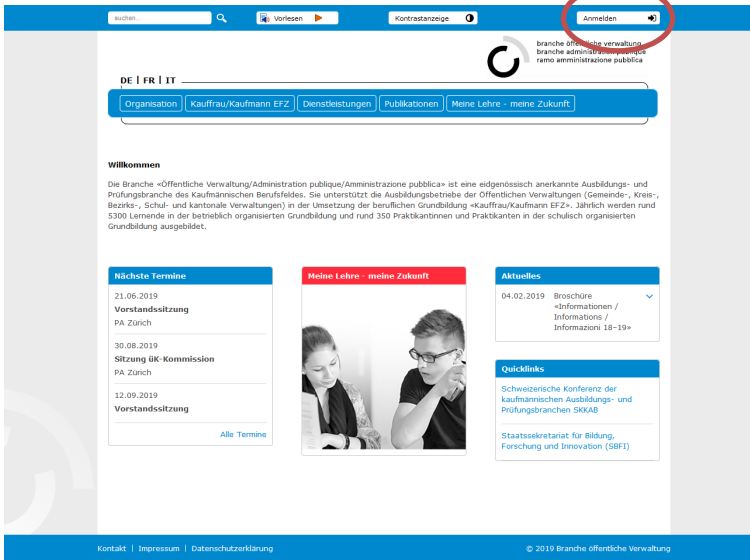 suchen...
Vorlesen
Kontrastanzeige
Anmelden
branche öffentliche verwaltung
branche administration publique
ramo amministrazione pubblica
DE | FR | IT
Organisation
Kauffrau/Kaufmann EFZ
Dienstleistungen
Publikationen
Meine Lehre - meine Zukunft
Willkommen
Die Branche «Öffentliche Verwaltung/Administration publique/Amministrazione pubblica» ist eine eidgenössisch anerkannte Ausbildungs- und
Prüfungsbranche des Kaufmännischen Berufsfeldes. Sie unterstützt die Ausbildungsbetriebe der Öffentlichen Verwaltungen (Gemeinde-, Kreis-,
Bezirks-, Schul- und kantonale Verwaltungen) in der Umsetzung der beruflichen Grundbildung «Kauffrau/Kaufmann EFZ». Jährlich werden rund
5300 Lernende in der betrieblich organisierten Grundbildung und rund 350 Praktikantinnen und Praktikanten in der schulisch organisierten
Grundbildung ausgebildet.
Nächste Termine
21.06.2019
Vorstandssitzung
PA Zürich
30.08.2019
Sitzung üK-Kommission
PA Zürich
12.09.2019
Vorstandssitzung
Alle Termine
Meine Lehre - meine Zukunft
Aktuelles
04.02.2019 Broschüre
«Informationen /
Informations /
Informazioni 18–19»
Quicklinks
Schweizerische Konferenz der
kaufmännischen Ausbildungs- und
Prüfungsbranchen SKKAB
Staatssekretariat für Bildung,
Forschung und Innovation (SBFI)
Kontakt | Impressum | Datenschutzerklärung
© 2019 Branche öffentliche Verwaltung